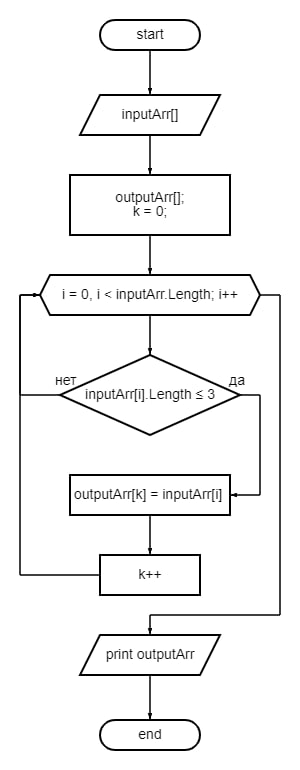 start
inputArr[]
outputArr[];
k = 0;
i = 0, i < inputArr.Length; i++
нет
да
inputArr[i].Length ≤ 3
outputArr[k] = inputArr[i]
k++
print outputArr
end